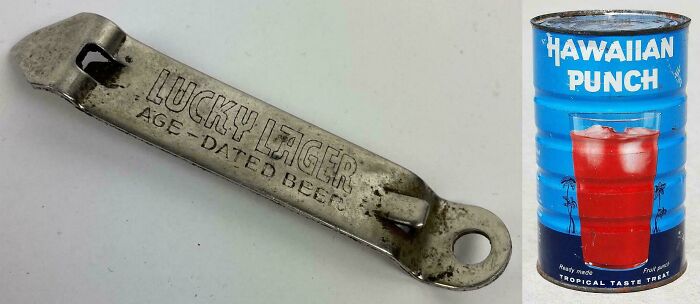 LUCKY LAGER
AGE-DATED BEER
HAWAIIAN
PUNCH
Ready made
Fruit punch
TROPICAL TASTE TREAT